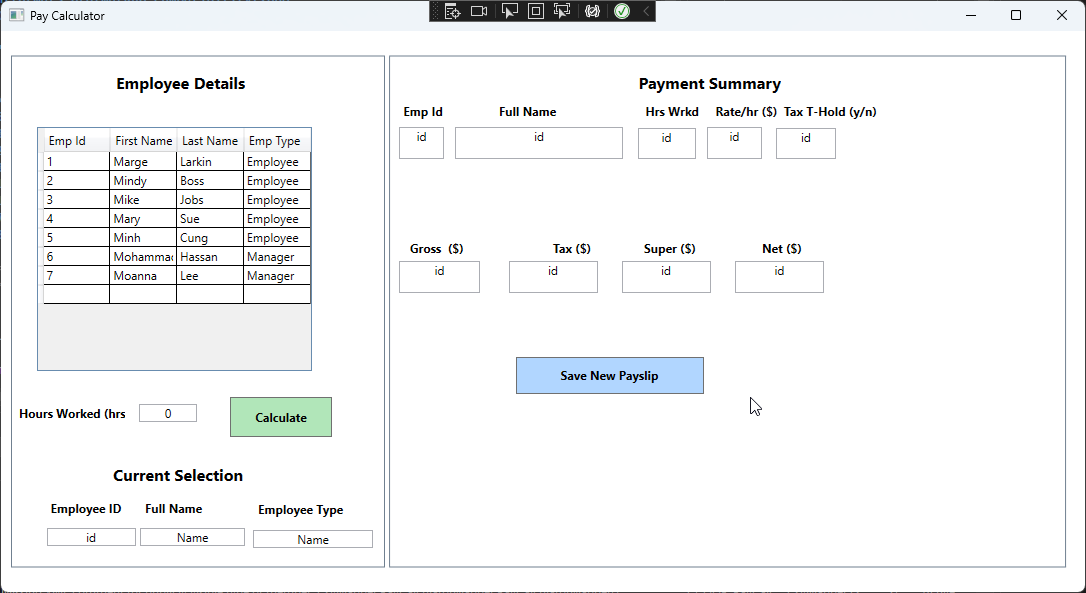 Pay Calculator
Employee Details
Emp Id First Name Last Name Emp Type
1 Marge Larkin Employee
2 Mindy Boss Employee
3 Mike Jobs Employee
4 Mary Sue Employee
5 Minh Cung Employee
6 Mohammad Hassan Manager
7 Moanna Lee Manager
Hours Worked (hrs 0 Calculate
Current Selection
Employee ID Full Name Employee Type
id Name Name
Payment Summary
Emp Id Full Name Hrs Wrkd Rate/hr ($) Tax T-Hold (y/n)
id id id id id
Gross ($) Tax ($) Super ($) Net ($)
id id id id
Save New Payslip